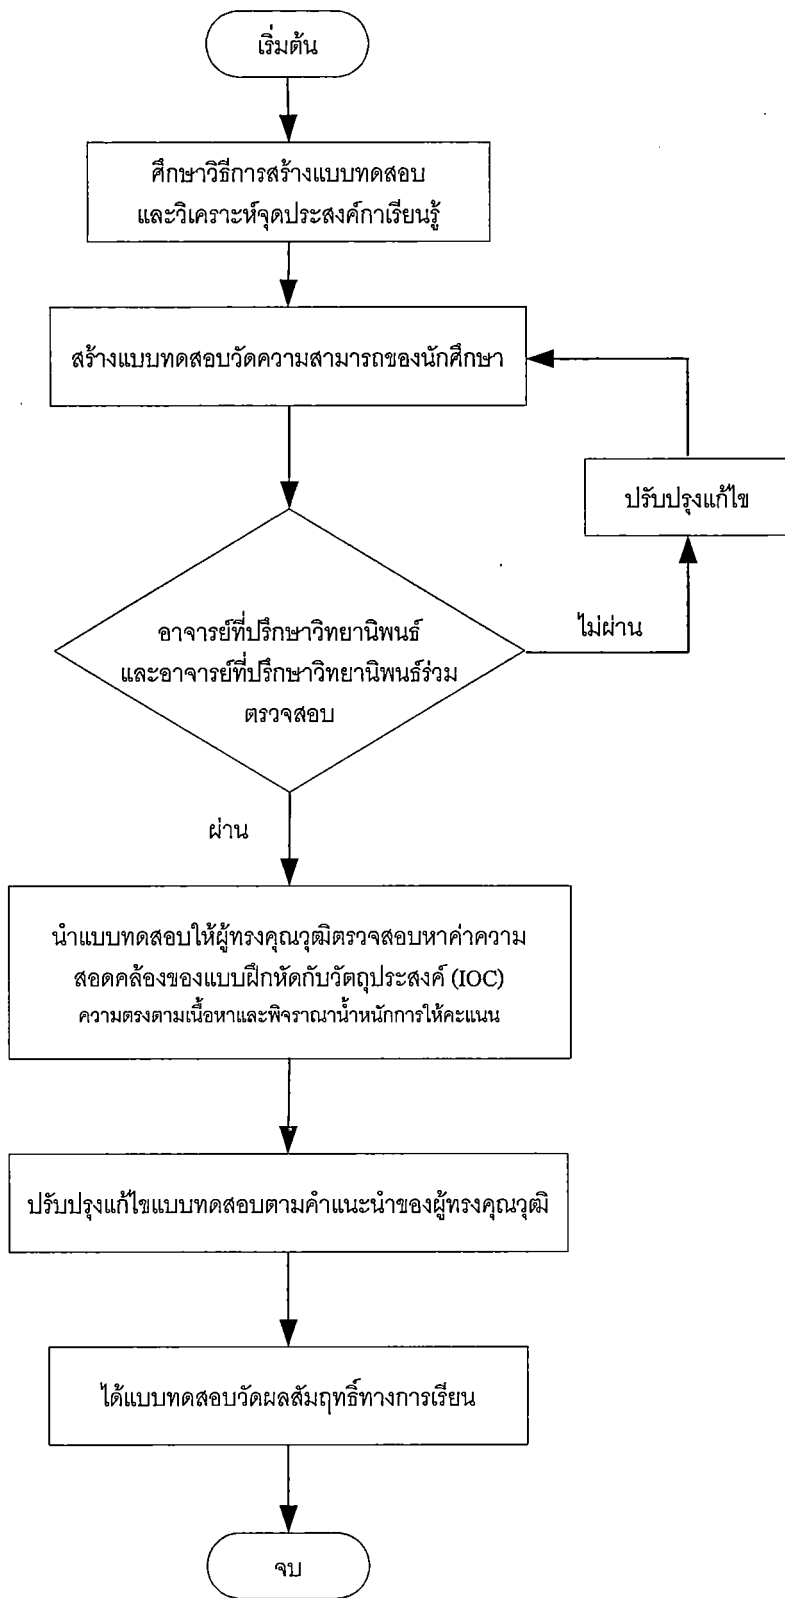 เริ่มต้น
ศึกษาวิธีการสร้างแบบทดสอบ
และวิเคราะห์จุดประสงค์กาเรียนรู้
สร้างแบบทดสอบวัดความสามารถของนักศึกษา
ปรับปรุงแก้ไข
อาจารย์ที่ปรึกษาวิทยานิพนธ์
และอาจารย์ที่ปรึกษาวิทยานิพนธ์ร่วม
ตรวจสอบ
ไม่ผ่าน
ผ่าน
นำแบบทดสอบให้ผู้ทรงคุณวุฒิตรวจสอบหาค่าความ
สอดคล้องของแบบฝึกหัดกับวัตถุประสงค์ (IOC)
ความตรงตามเนื้อหาและพิจราณาน้ำหนักการให้คะแนน
ปรับปรุงแก้ไขแบบทดสอบตามคำแนะนำของผู้ทรงคุณวุฒิ
ได้แบบทดสอบวัดผลสัมฤทธิ์ทางการเรียน
จบ